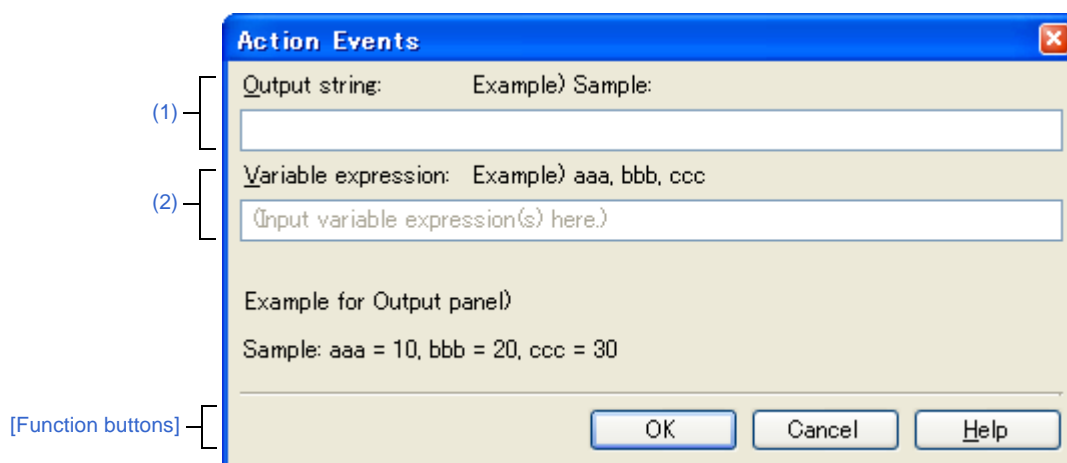 Action Events
(1)
Output string: Example) Sample:
(2)
Variable expression: Example) aaa, bbb, ccc
(Input variable expression(s) here.)
Example for Output panel)
Sample: aaa = 10, bbb = 20, ccc = 30
[Function buttons]
OK Cancel Help